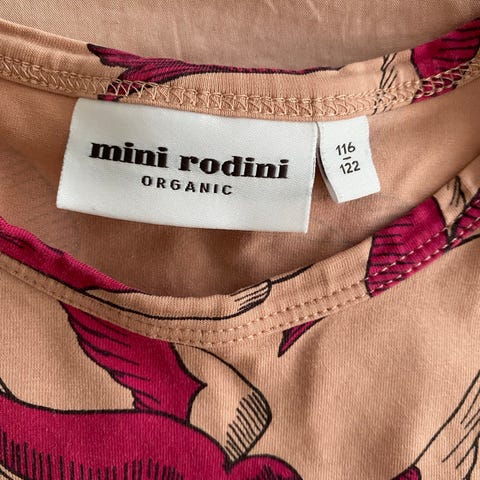 mini rodini
ORGANIC
116
122